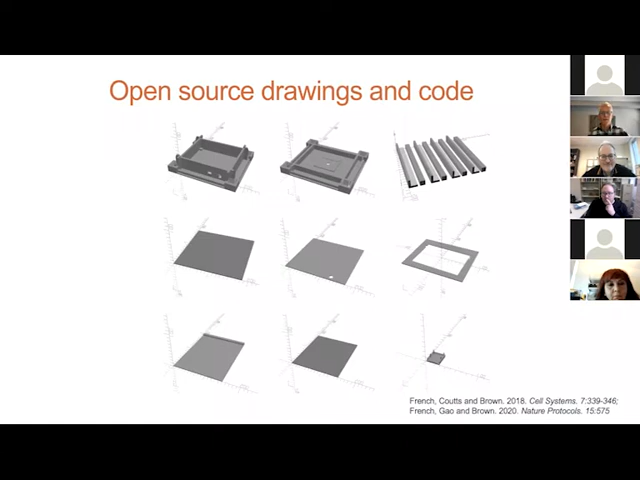 Open source drawings and code
French, Coutts and Brown. 2018. Cell Systems. 7:339-346;
French, Gao and Brown. 2020. Nature Protocols. 15:575